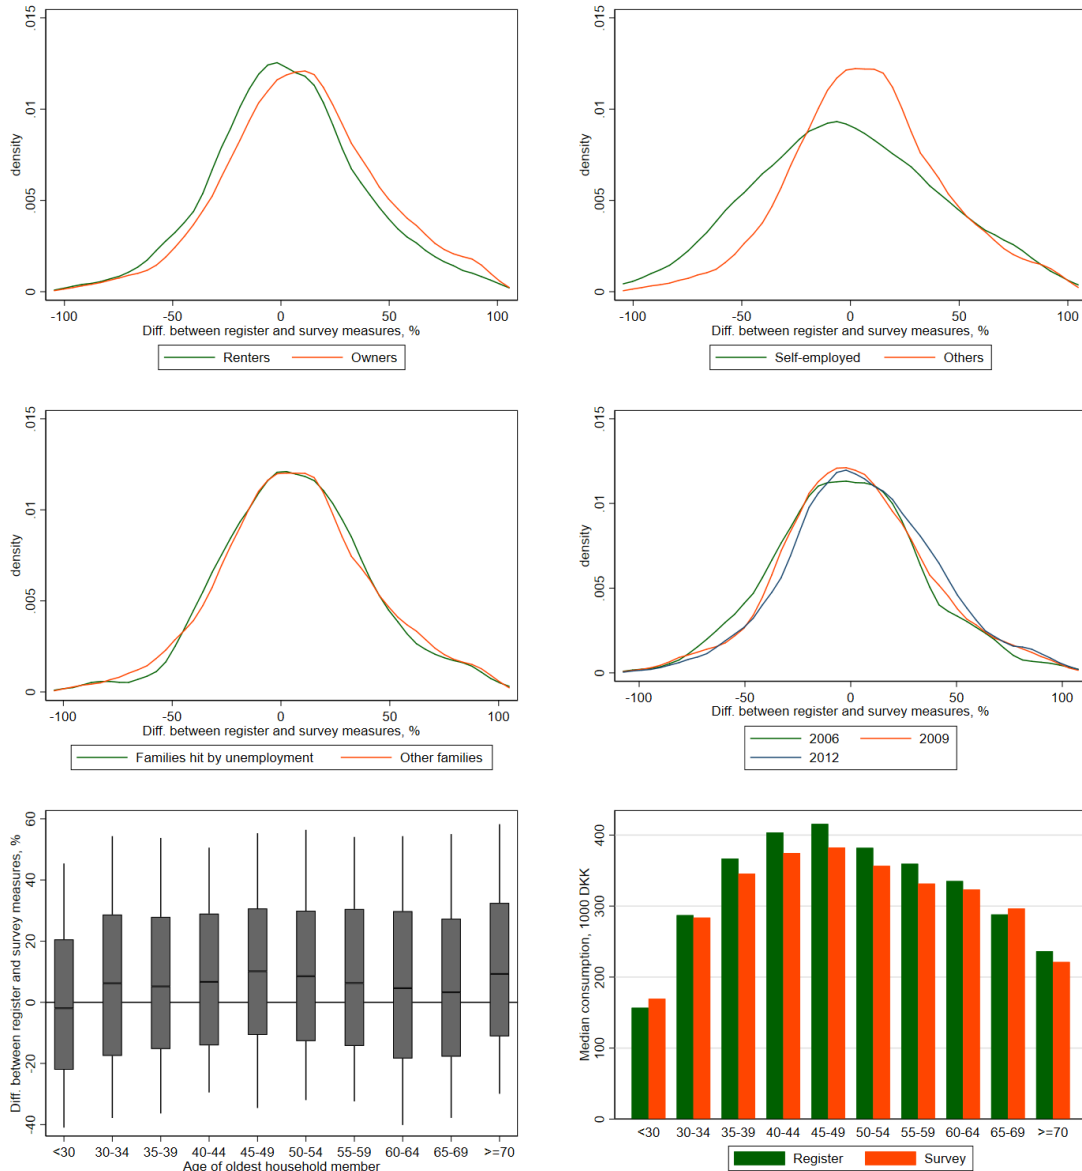 density
0 .005 .01 .015
-100 -50 0 50 100
Diff. between register and survey measures, %
Renters Owners
density
0 .005 .01 .015
-100 -50 0 50 100
Diff. between register and survey measures, %
Self-employed Others
density
0 .005 .01 .015
-100 -50 0 50 100
Diff. between register and survey measures, %
Families hit by unemployment Other families
density
0 .005 .01 .015
-100 -50 0 50 100
Diff. between register and survey measures, %
2006 2009
2012
Diff. between register and survey measures, %
-40 -20 0 20 40 60
<30 30-34 35-39 40-44 45-49 50-54 55-59 60-64 65-69 >=70
Age of oldest household member
Median consumption, 1000 DKK
0 100 200 300 400
<30 30-34 35-39 40-44 45-49 50-54 55-59 60-64 65-69 >=70
Register Survey